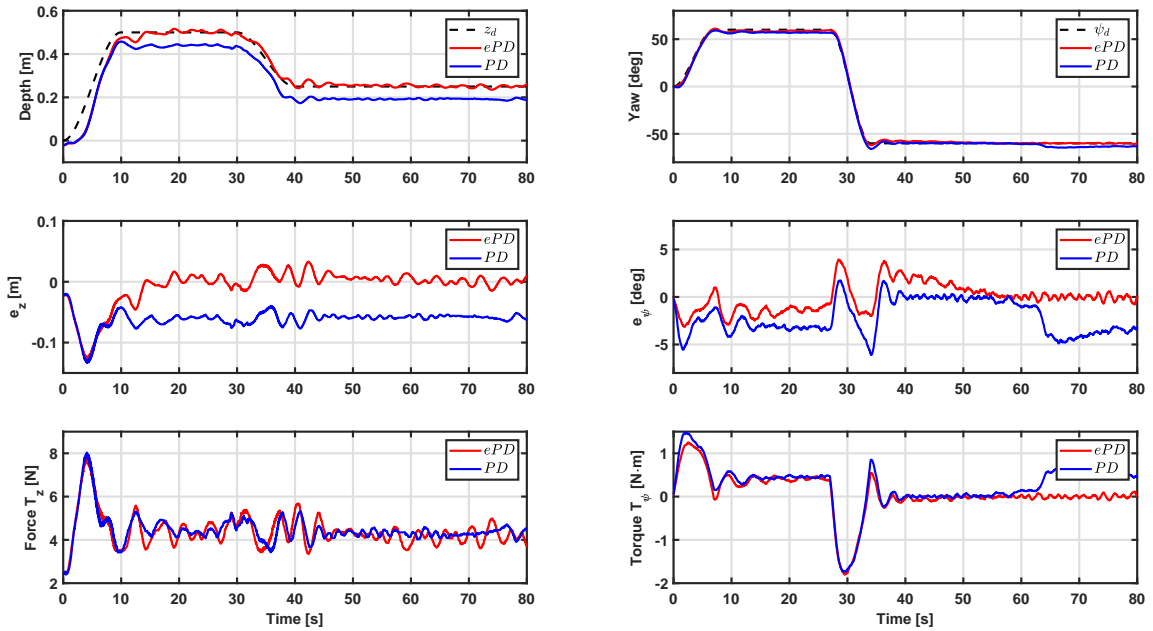 Depth [m]
0.6
0.4
0.2
0
z_d
ePD
PD
0 10 20 30 40 50 60 70 80
Yaw [deg]
50
0
-50
ψ_d
ePD
PD
0 10 20 30 40 50 60 70 80
e_z [m]
0.1
0
-0.1
ePD
PD
0 10 20 30 40 50 60 70 80
e_ψ [deg]
5
0
-5
ePD
PD
0 10 20 30 40 50 60 70 80
Force T_z [N]
8
6
4
2
ePD
PD
0 10 20 30 40 50 60 70 80
Time [s]
Torque T_ψ [N·m]
1
0
-1
-2
ePD
PD
0 10 20 30 40 50 60 70 80
Time [s]